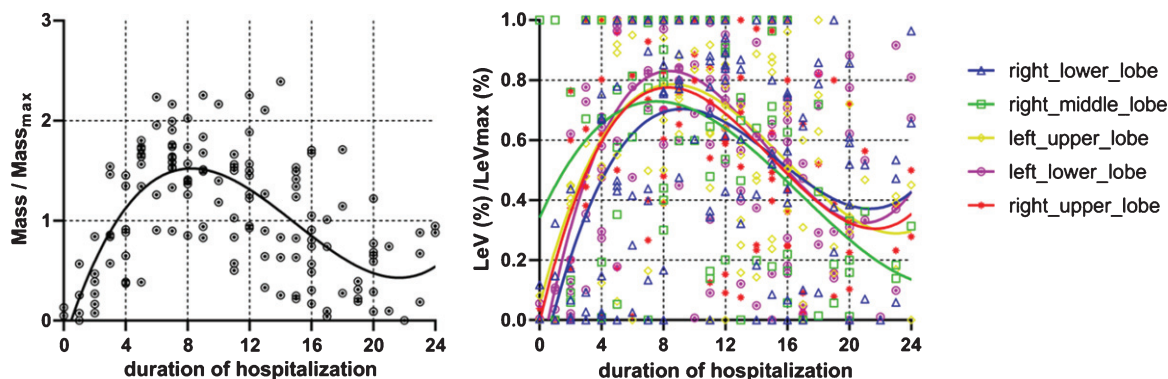 3
2
1
0
Mass / Massmax
0 4 8 12 16 20 24
duration of hospitalization
1.0
0.8
0.6
0.4
0.2
0.0
LeV (%) /LeVmax (%)
0 4 8 12 16 20 24
duration of hospitalization
right_lower_lobe
right_middle_lobe
left_upper_lobe
left_lower_lobe
right_upper_lobe